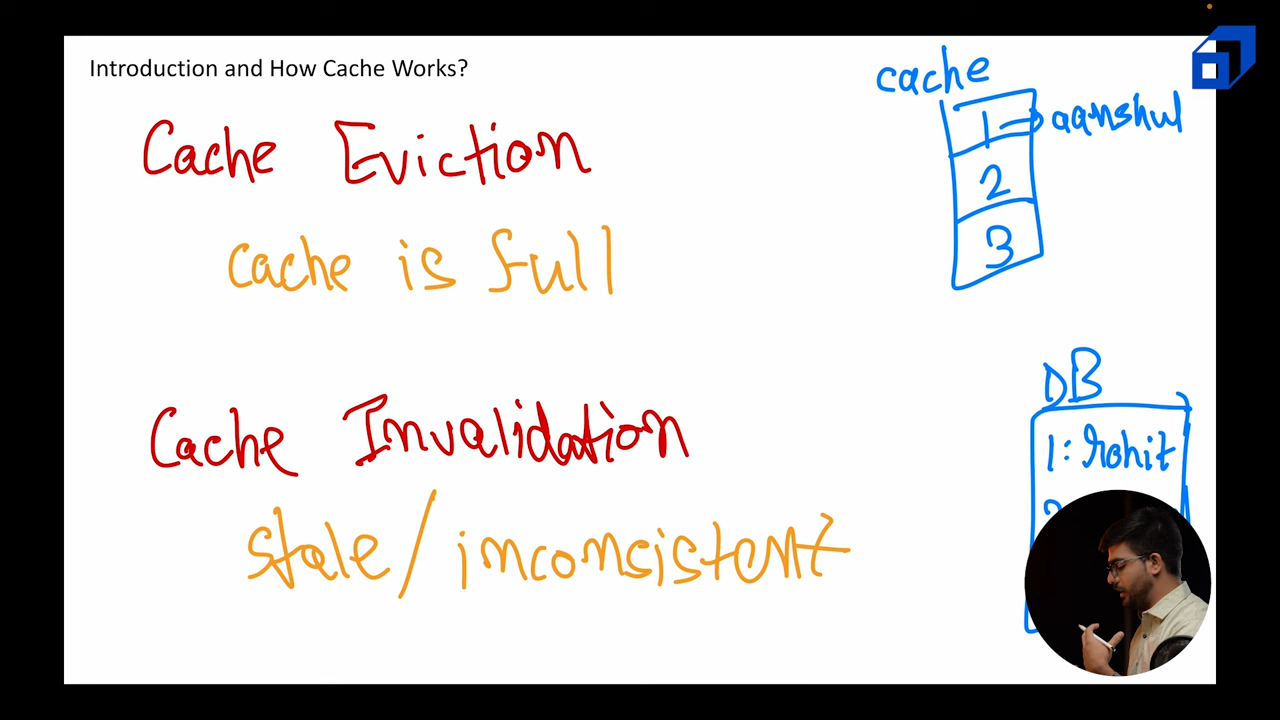 Introduction and How Cache Works?
Cache Eviction
cache is full
Cache Invalidation
stale/inconsistent
cache
1 → aanshul
2
3
DB
1: rohit
2